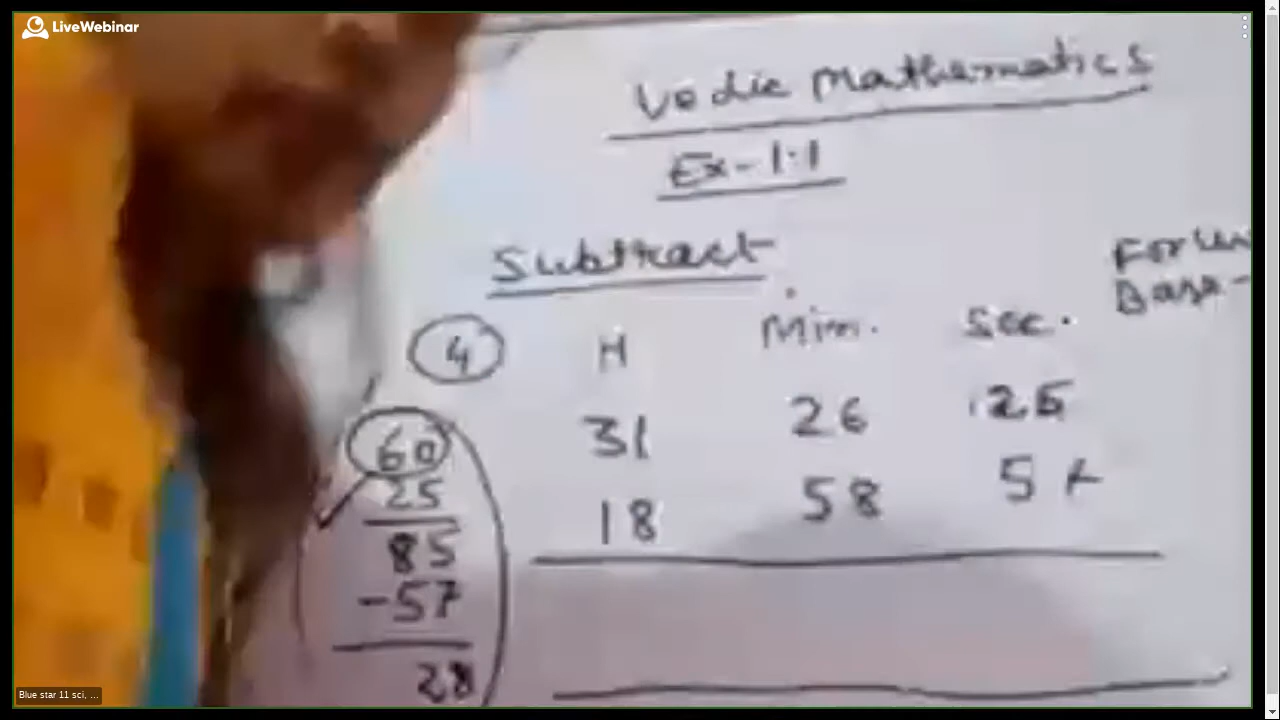 LiveWebinar
Vedic Mathematics
Ex-1.1
Subtract
Base-
4
H Min. Sec.
31 26 25
18 58 57
60
25
85
-57
28
Blue star 11 sci, ...